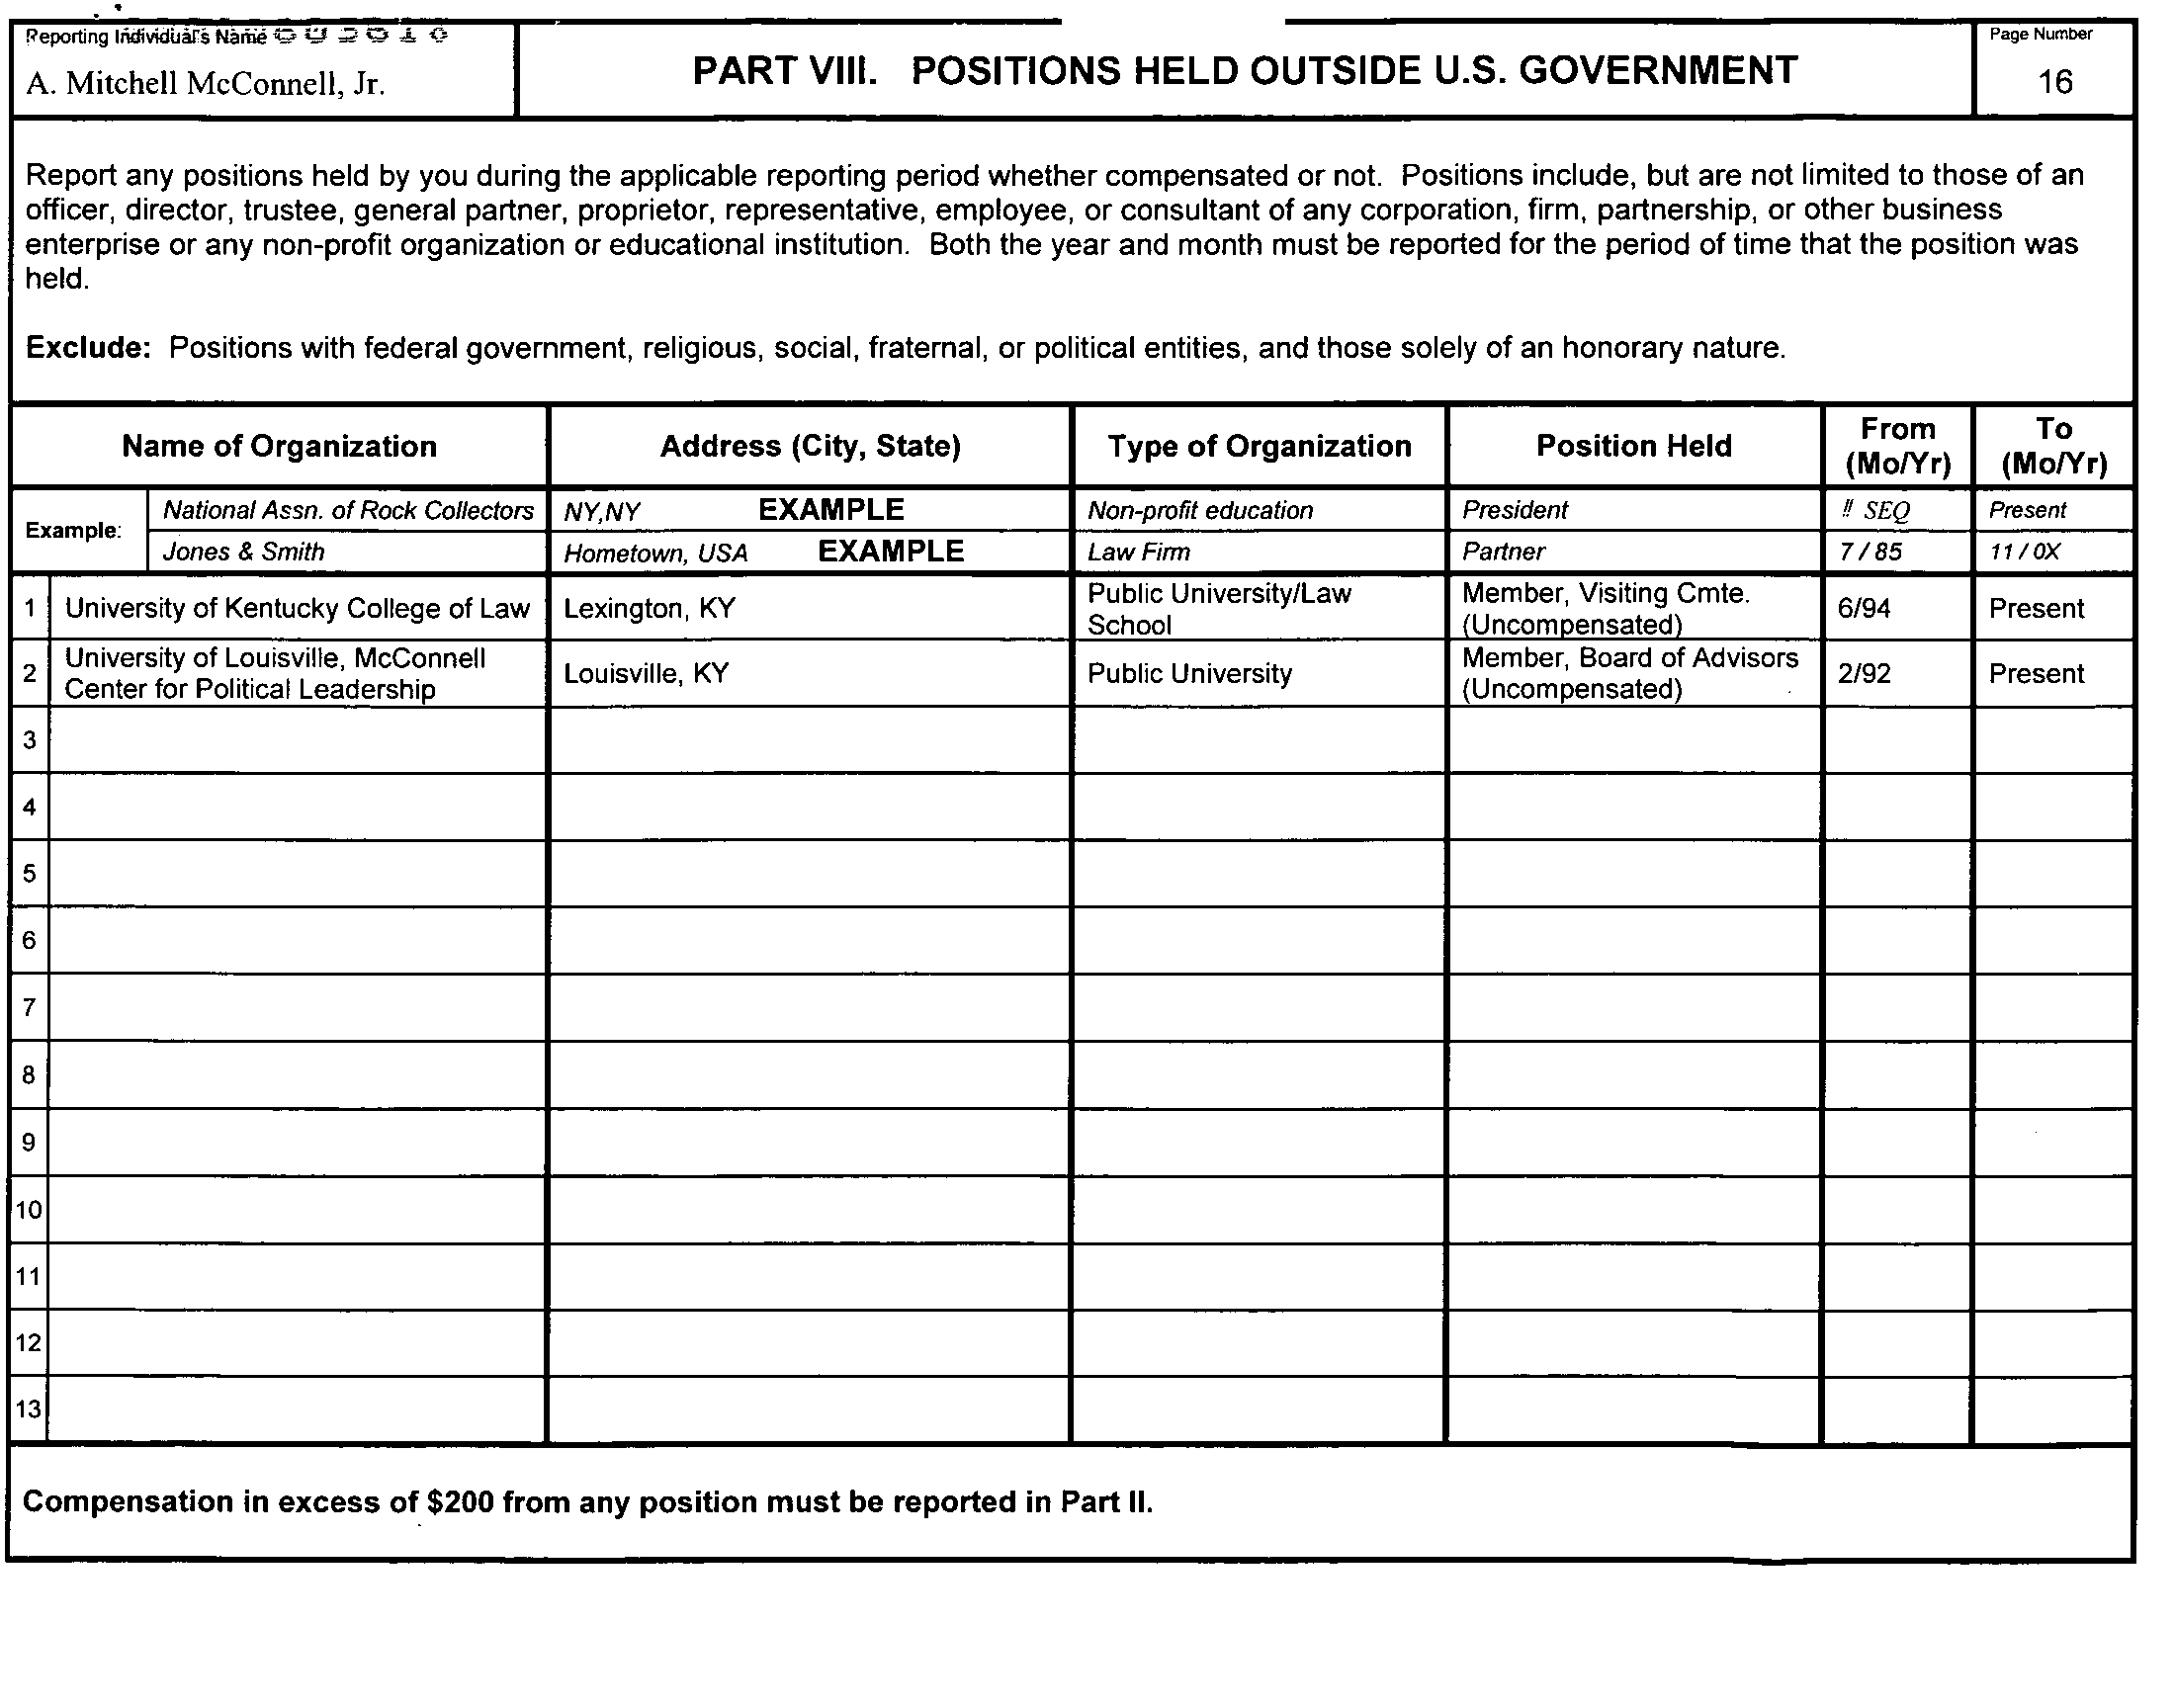 Reporting Individual's Name
A. Mitchell McConnell, Jr.
PART VIII. POSITIONS HELD OUTSIDE U.S. GOVERNMENT
Page Number
16
Report any positions held by you during the applicable reporting period whether compensated or not. Positions include, but are not limited to those of an
officer, director, trustee, general partner, proprietor, representative, employee, or consultant of any corporation, firm, partnership, or other business
enterprise or any non-profit organization or educational institution. Both the year and month must be reported for the period of time that the position was
held.
Exclude: Positions with federal government, religious, social, fraternal, or political entities, and those solely of an honorary nature.
Name of Organization
Address (City, State)
Type of Organization
Position Held
From
(Mo/Yr)
To
(Mo/Yr)
Example:
National Assn. of Rock Collectors
NY,NY EXAMPLE
Non-profit education
President
!! SEQ
Present
Jones & Smith
Hometown, USA EXAMPLE
Law Firm
Partner
7 / 85
11 / 0X
1
University of Kentucky College of Law
Lexington, KY
Public University/Law
School
Member, Visiting Cmte.
(Uncompensated)
6/94
Present
2
University of Louisville, McConnell
Center for Political Leadership
Louisville, KY
Public University
Member, Board of Advisors
(Uncompensated)
2/92
Present
3
4
5
6
7
8
9
10
11
12
13
Compensation in excess of $200 from any position must be reported in Part II.